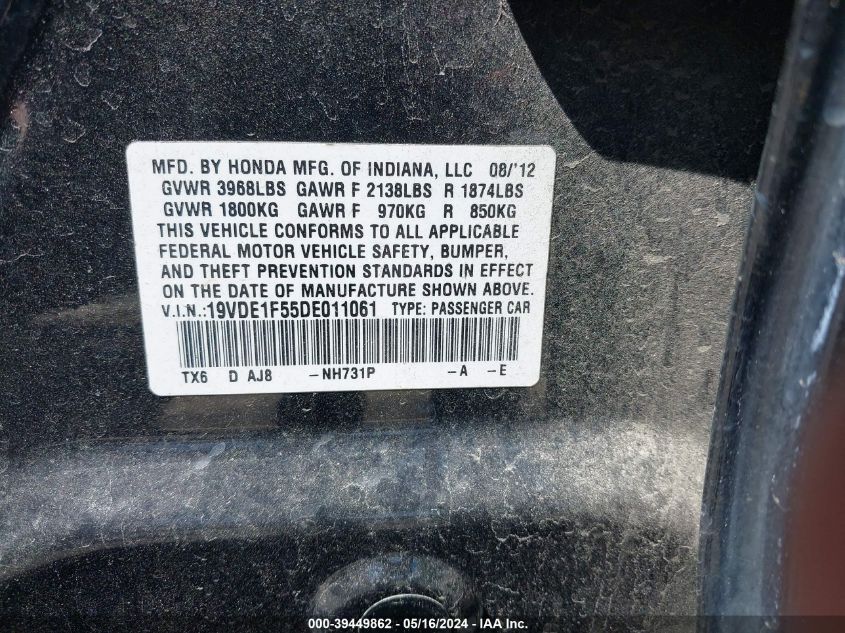 MFD. BY HONDA MFG. OF INDIANA, LLC 08/'12
GVWR 3968LBS GAWR F 2138LBS R 1874LBS
GVWR 1800KG GAWR F 970KG R 850KG
THIS VEHICLE CONFORMS TO ALL APPLICABLE
FEDERAL MOTOR VEHICLE SAFETY, BUMPER,
AND THEFT PREVENTION STANDARDS IN EFFECT
ON THE DATE OF MANUFACTURE SHOWN ABOVE.
V.I.N.:19VDE1F55DE011061 TYPE: PASSENGER CAR
TX6 D AJ8 -NH731P -A -E
000-39449862 - 05/16/2024 - IAAI.COM